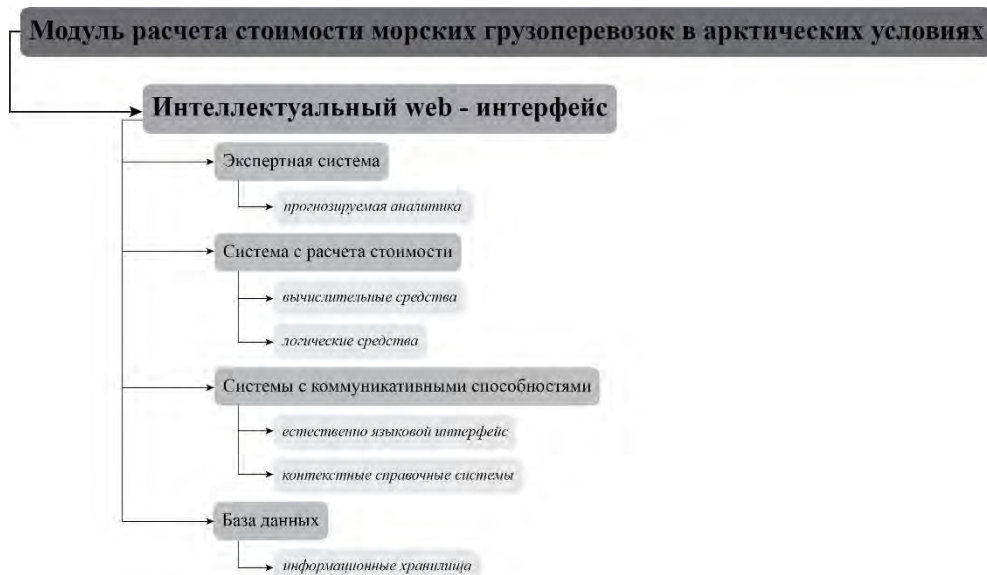 Модуль расчета стоимости морских грузоперевозок в арктических условиях
Интеллектуальный web - интерфейс
Экспертная система
прогнозируемая аналитика
Система с расчета стоимости
вычислительные средства
логические средства
Системы с коммуникативными способностями
естественно языковой интерфейс
контекстные справочные системы
База данных
информационные хранилища